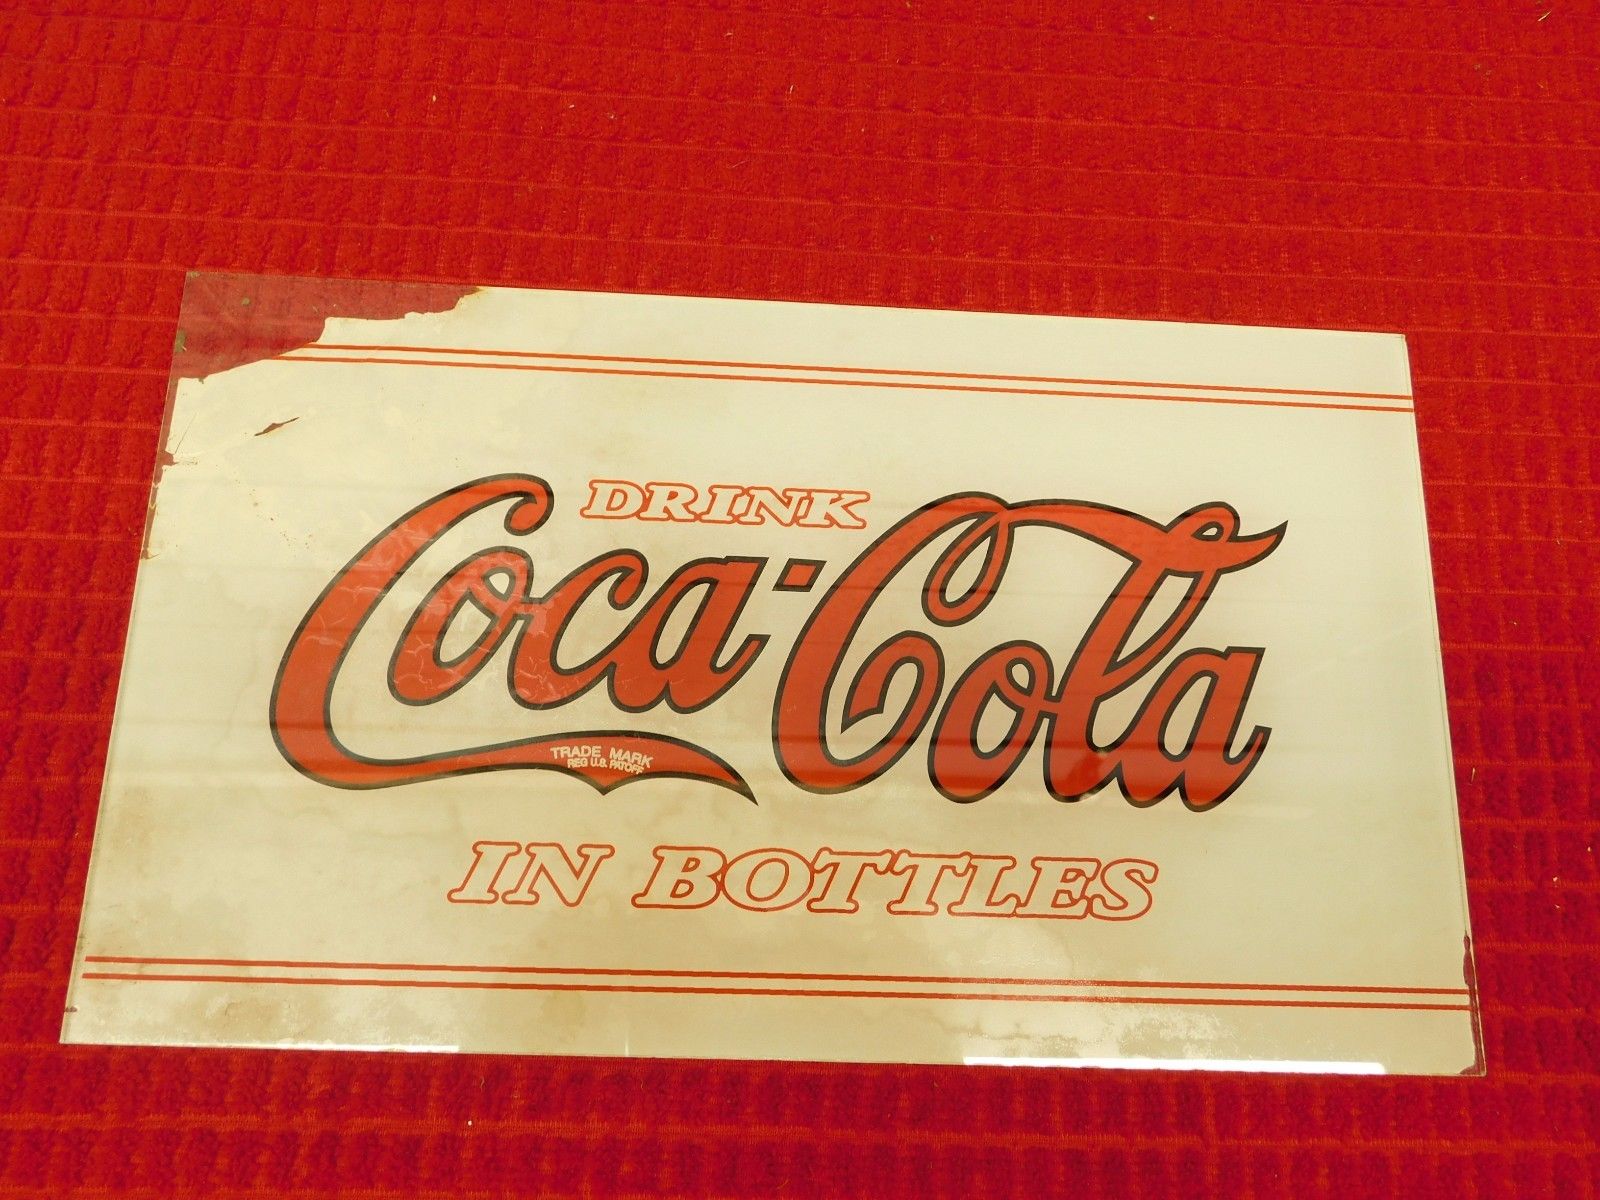 DRINK
Coca-Cola
TRADE MARK
REG U.S. PAT OFF
IN BOTTLES